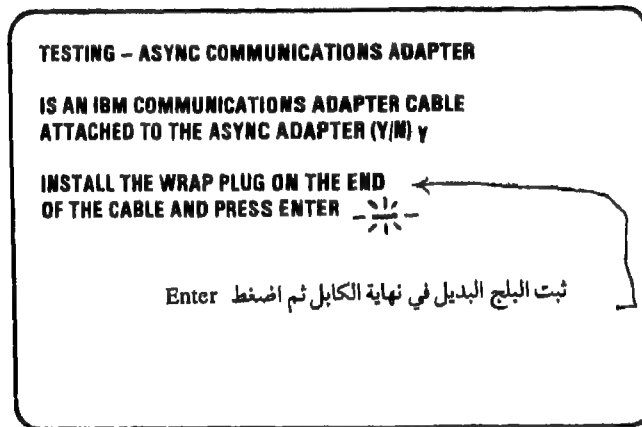 TESTING – ASYNC COMMUNICATIONS ADAPTER
IS AN IBM COMMUNICATIONS ADAPTER CABLE
ATTACHED TO THE ASYNC ADAPTER (Y/N) y
INSTALL THE WRAP PLUG ON THE END
OF THE CABLE AND PRESS ENTER
ثبت البلج البديل في نهاية الكابل ثم اضغط Enter